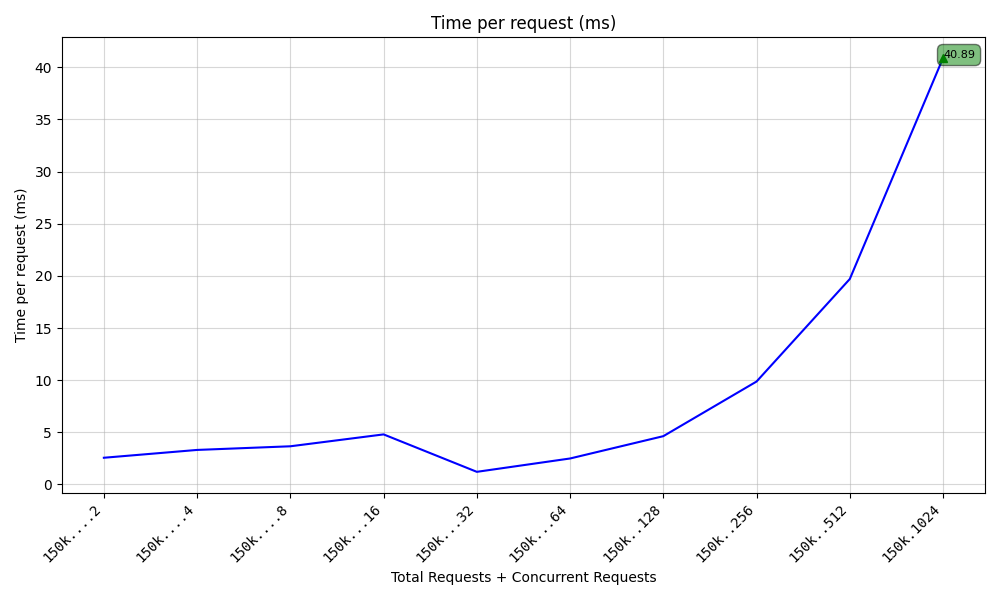 Time per request (ms)
40.89
Time per request (ms)
40
35
30
25
20
15
10
5
0
150k....2
150k....4
150k....8
150k...16
150k...32
150k...64
150k..128
150k..256
150k..512
150k.1024
Total Requests + Concurrent Requests